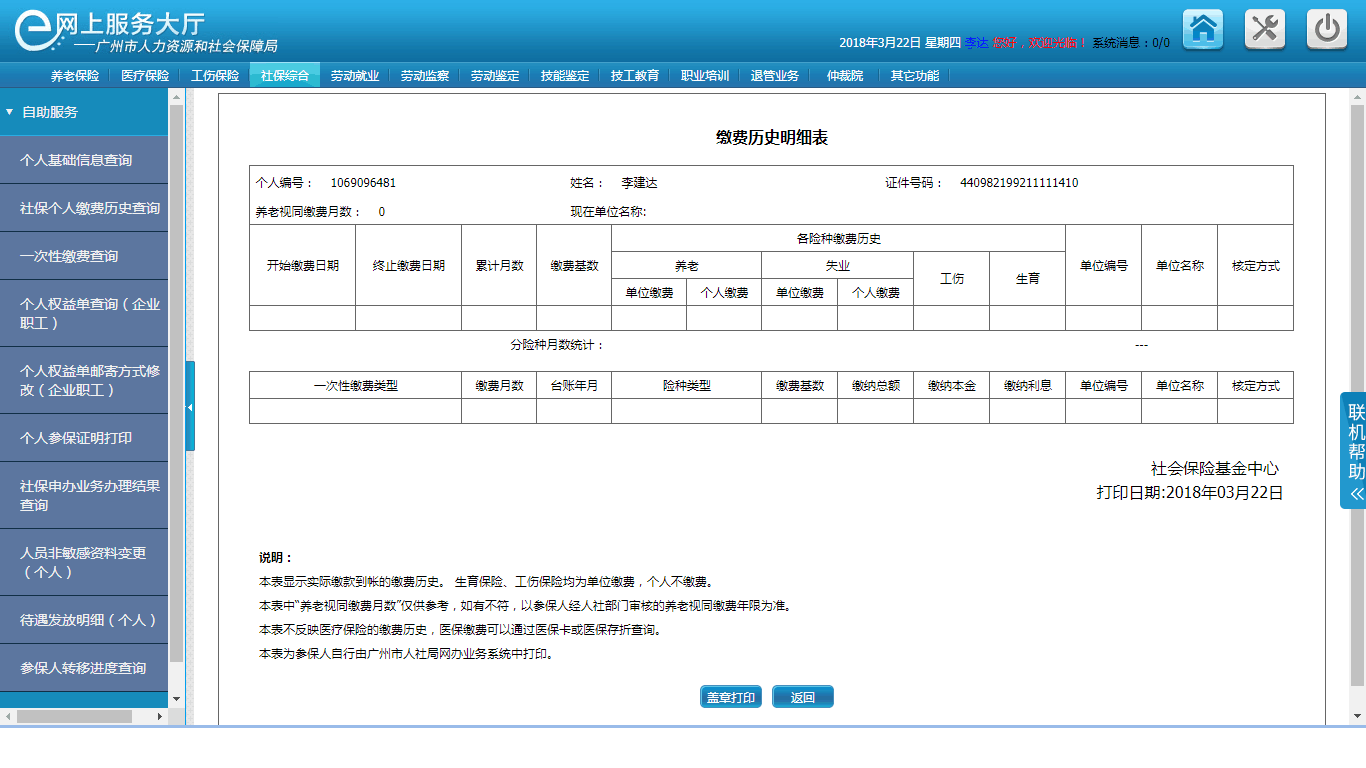 网上服务大厅
──广州市人力资源和社会保障局
2018年3月22日 星期四 李达 您好，欢迎光临！ 系统消息：0/0
养老保险 医疗保险 工伤保险 社保综合 劳动就业 劳动监察 劳动鉴定 技能鉴定 技工教育 职业培训 退管业务 仲裁院 其它功能
自助服务
个人基础信息查询
社保个人缴费历史查询
一次性缴费查询
个人权益单查询（企业
职工）
个人权益单邮寄方式修
改（企业职工）
个人参保证明打印
社保申办业务办理结果
查询
人员非敏感资料变更
（个人）
待遇发放明细（个人）
参保人转移进度查询
缴费历史明细表
个人编号： 1069096481 姓名： 李建达 证件号码： 440982199211111410
养老视同缴费月数： 0 现在单位名称:
开始缴费日期 终止缴费日期 累计月数 缴费基数 各险种缴费历史 单位编号 单位名称 核定方式
养老 失业 工伤 生育
单位缴费 个人缴费 单位缴费 个人缴费
分险种月数统计： ---
一次性缴费类型 缴费月数 台账年月 险种类型 缴费基数 缴纳总额 缴纳本金 缴纳利息 单位编号 单位名称 核定方式
社会保险基金中心
打印日期:2018年03月22日
说明：
本表显示实际缴款到帐的缴费历史。 生育保险、工伤保险均为单位缴费，个人不缴费。
本表中“养老视同缴费月数”仅供参考，如有不符，以参保人经人社部门审核的养老视同缴费年限为准。
本表不反映医疗保险的缴费历史，医保缴费可以通过医保卡或医保存折查询。
本表为参保人自行由广州市人社局网办业务系统中打印。
盖章打印 返回
联机帮助